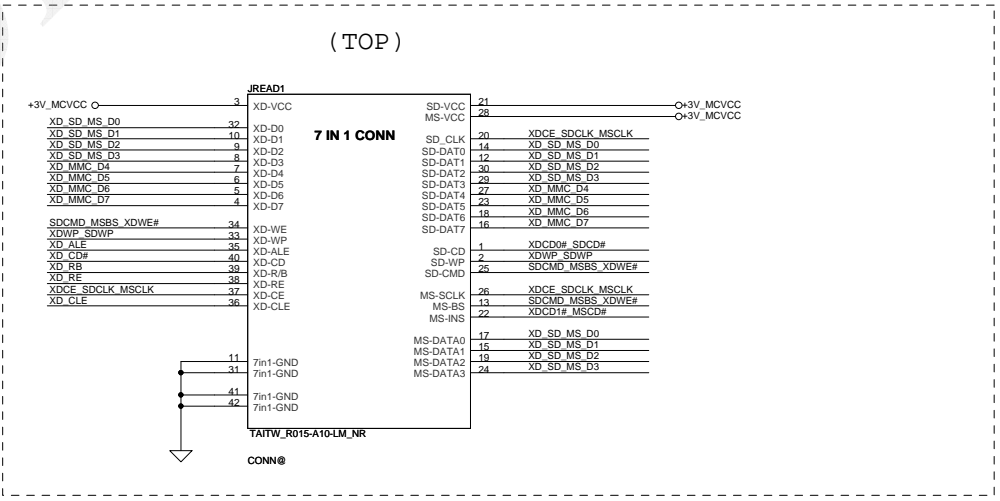 (TOP)
JREAD1
7 IN 1 CONN
+3V_MCVCC 3 XD-VCC
XD_SD_MS_D0 32 XD-D0
XD_SD_MS_D1 10 XD-D1
XD_SD_MS_D2 9 XD-D2
XD_SD_MS_D3 8 XD-D3
XD_MMC_D4 7 XD-D4
XD_MMC_D5 6 XD-D5
XD_MMC_D6 5 XD-D6
XD_MMC_D7 4 XD-D7
SDCMD_MSBS_XDWE# 34 XD-WE
XDWP_SDWP 33 XD-WP
XD_ALE 35 XD-ALE
XD_CD# 40 XD-CD
XD_RB 39 XD-R/B
XD_RE 38 XD-RE
XDCE_SDCLK_MSCLK 37 XD-CE
XD_CLE 36 XD-CLE
11 7in1-GND
31 7in1-GND
41 7in1-GND
42 7in1-GND
SD-VCC 21 +3V_MCVCC
MS-VCC 28 +3V_MCVCC
SD_CLK 20 XDCE_SDCLK_MSCLK
SD-DAT0 14 XD_SD_MS_D0
SD-DAT1 12 XD_SD_MS_D1
SD-DAT2 30 XD_SD_MS_D2
SD-DAT3 29 XD_SD_MS_D3
SD-DAT4 27 XD_MMC_D4
SD-DAT5 23 XD_MMC_D5
SD-DAT6 18 XD_MMC_D6
SD-DAT7 16 XD_MMC_D7
SD-CD 1 XDCD0#_SDCD#
SD-WP 2 XDWP_SDWP
SD-CMD 25 SDCMD_MSBS_XDWE#
MS-SCLK 26 XDCE_SDCLK_MSCLK
MS-BS 13 SDCMD_MSBS_XDWE#
MS-INS 22 XDCD1#_MSCD#
MS-DATA0 17 XD_SD_MS_D0
MS-DATA1 15 XD_SD_MS_D1
MS-DATA2 19 XD_SD_MS_D2
MS-DATA3 24 XD_SD_MS_D3
TAITW_R015-A10-LM_NR
CONN@